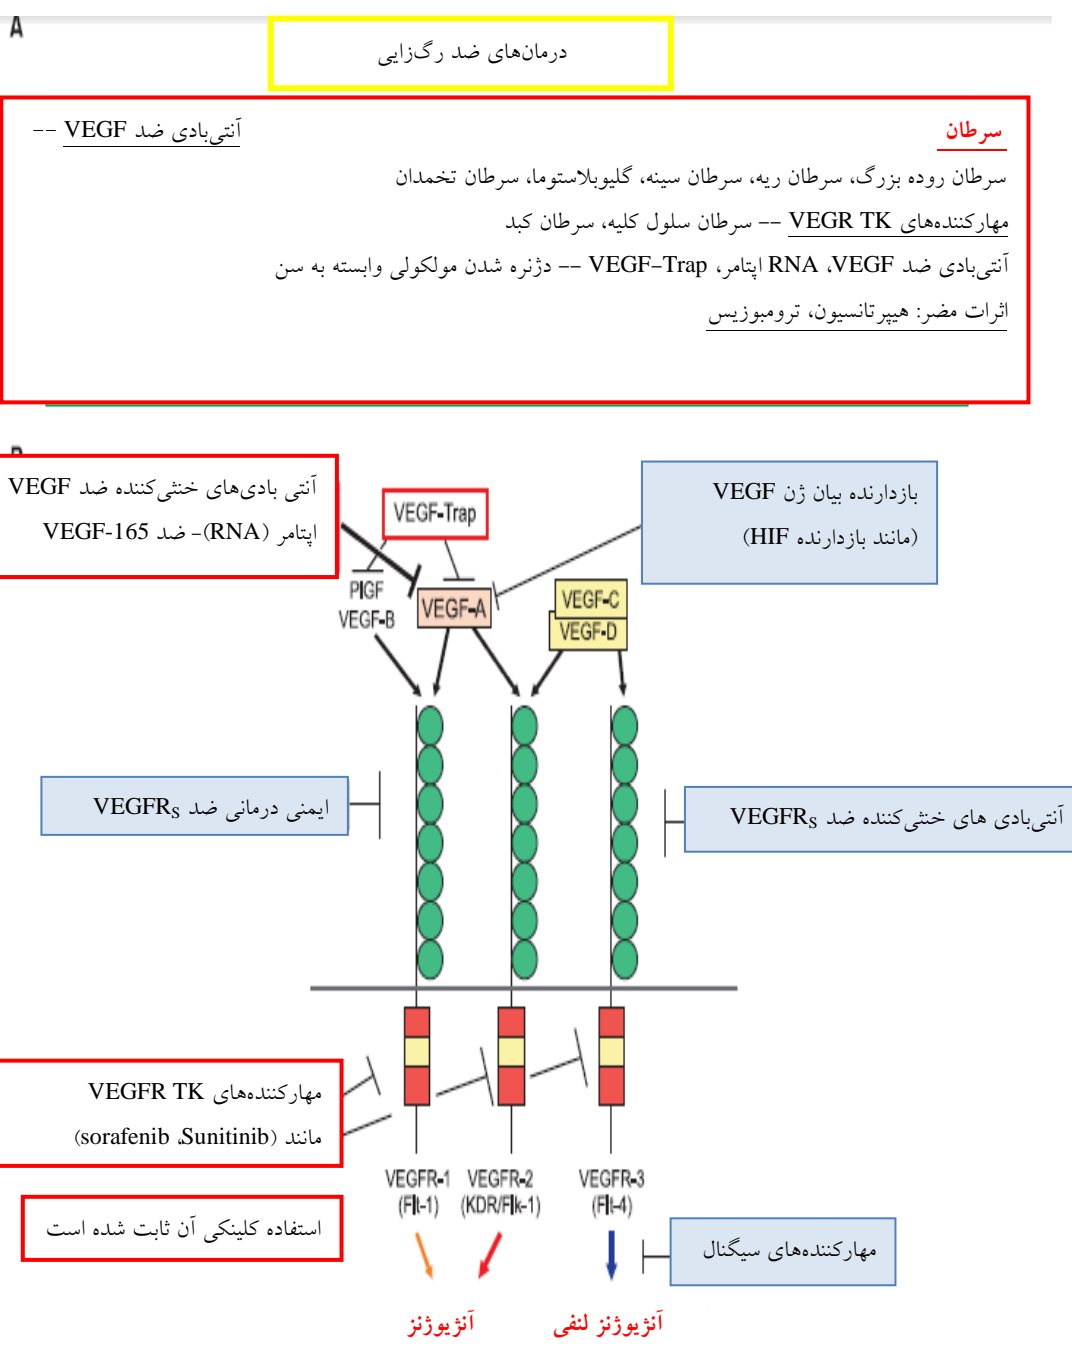 A
درمان‌های ضد رگ‌زایی
سرطان آنتی‌بادی ضد VEGF --
سرطان روده بزرگ، سرطان ریه، سرطان سینه، گلیوبلاستوما، سرطان تخمدان
مهارکننده‌های VEGR TK -- سرطان سلول کلیه، سرطان کبد
آنتی‌بادی ضد VEGF، RNA اپتامر، VEGF-Trap -- دژنره شدن مولکولی وابسته به سن
اثرات مضر: هیپرتانسیون، ترومبوزیس
آنتی بادی‌های خنثی‌کننده ضد VEGF
اپتامر (RNA)- ضد VEGF-165
VEGF-Trap
بازدارنده بیان ژن VEGF
(مانند بازدارنده HIF)
PlGF
VEGF-B
VEGF-A
VEGF-C
VEGF-D
ایمنی درمانی ضد VEGFRs
آنتی‌بادی های خنثی‌کننده ضد VEGFRs
مهارکننده‌های VEGFR TK
مانند (sorafenib ،Sunitinib)
VEGFR-1
(Flt-1)
VEGFR-2
(KDR/Flk-1)
VEGFR-3
(Flt-4)
استفاده کلینکی آن ثابت شده است
مهارکننده‌های سیگنال
آنژیوژنز
آنژیوژنز لنفی